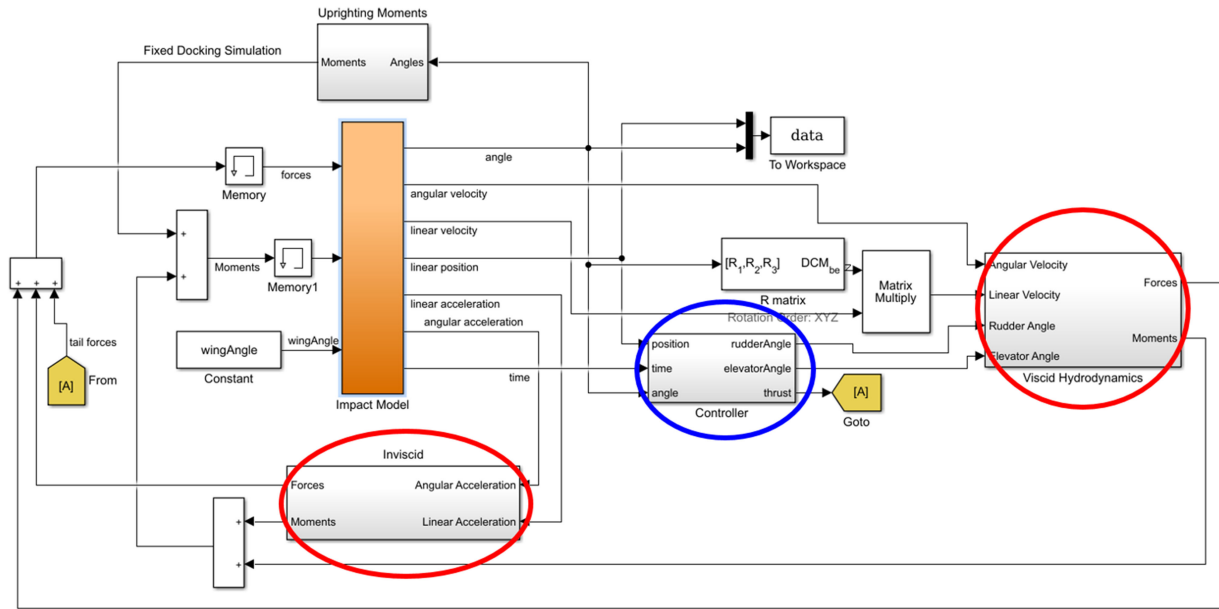 Uprighting Moments
Fixed Docking Simulation
Moments
Angles
data
To Workspace
angle
forces
Memory
angular velocity
linear velocity
+
+
Moments
Memory1
linear position
[R1,R2,R3]
DCMbe
R matrix
Rotation Order: XYZ
Matrix
Multiply
Angular Velocity
Linear Velocity
Rudder Angle
Elevator Angle
Forces
Moments
Viscid Hydrodynamics
+ + +
linear acceleration
angular acceleration
tail forces
[A]
From
wingAngle
Constant
wingAngle
time
Impact Model
position
time
angle
rudderAngle
elevatorAngle
thrust
Controller
[A]
Goto
Inviscid
Forces
Moments
Angular Acceleration
Linear Acceleration
+
+